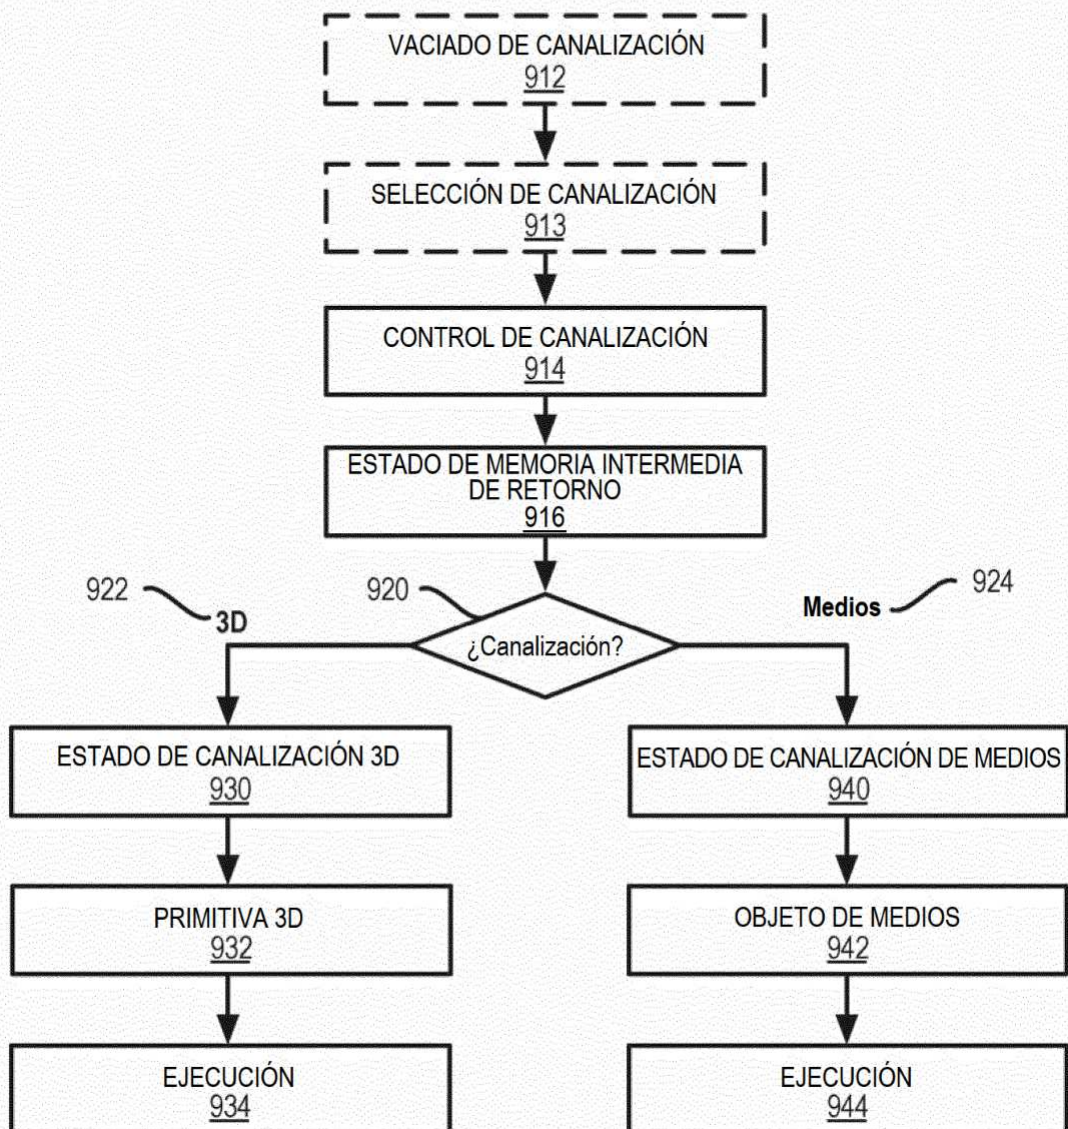 VACIADO DE CANALIZACIÓN
912
SELECCIÓN DE CANALIZACIÓN
913
CONTROL DE CANALIZACIÓN
914
ESTADO DE MEMORIA INTERMEDIA
DE RETORNO
916
922
920
924
3D
Medios
¿Canalización?
ESTADO DE CANALIZACIÓN 3D
930
ESTADO DE CANALIZACIÓN DE MEDIOS
940
PRIMITIVA 3D
932
OBJETO DE MEDIOS
942
EJECUCIÓN
934
EJECUCIÓN
944